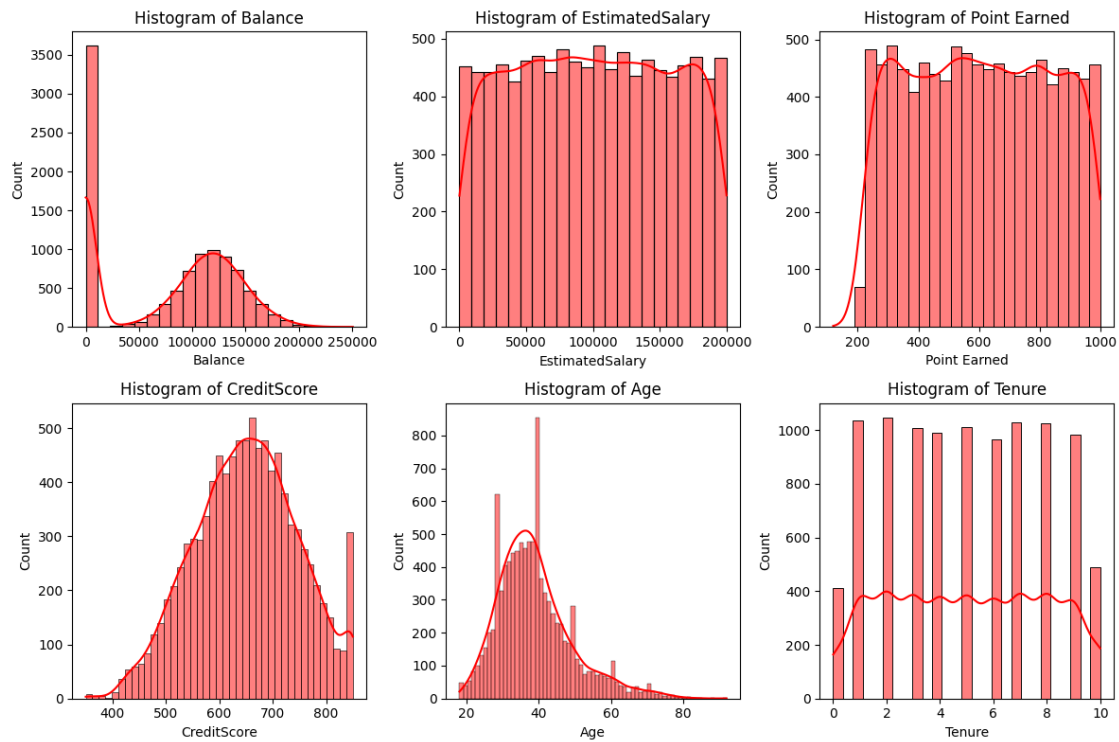 Histogram of Balance
3500
3000
2500
2000
1500
1000
500
0
Count
0 50000 100000 150000 200000 250000
Balance
Histogram of EstimatedSalary
500
400
300
200
100
0
Count
0 50000 100000 150000 200000
EstimatedSalary
Histogram of Point Earned
500
400
300
200
100
0
Count
200 400 600 800 1000
Point Earned
Histogram of CreditScore
500
400
300
200
100
0
Count
400 500 600 700 800
CreditScore
Histogram of Age
800
700
600
500
400
300
200
100
0
Count
20 40 60 80
Age
Histogram of Tenure
1000
800
600
400
200
0
Count
0 2 4 6 8 10
Tenure